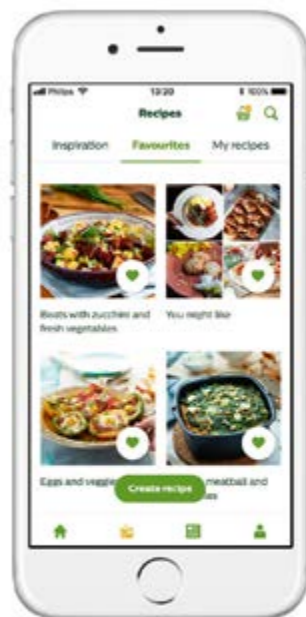 Philips 13:20 100%
Recipes
Inspiration Favourites My recipes
Beats with zucchini and
fresh vegetables
You might like
Eggs and veggie
meatball and
Create recipe